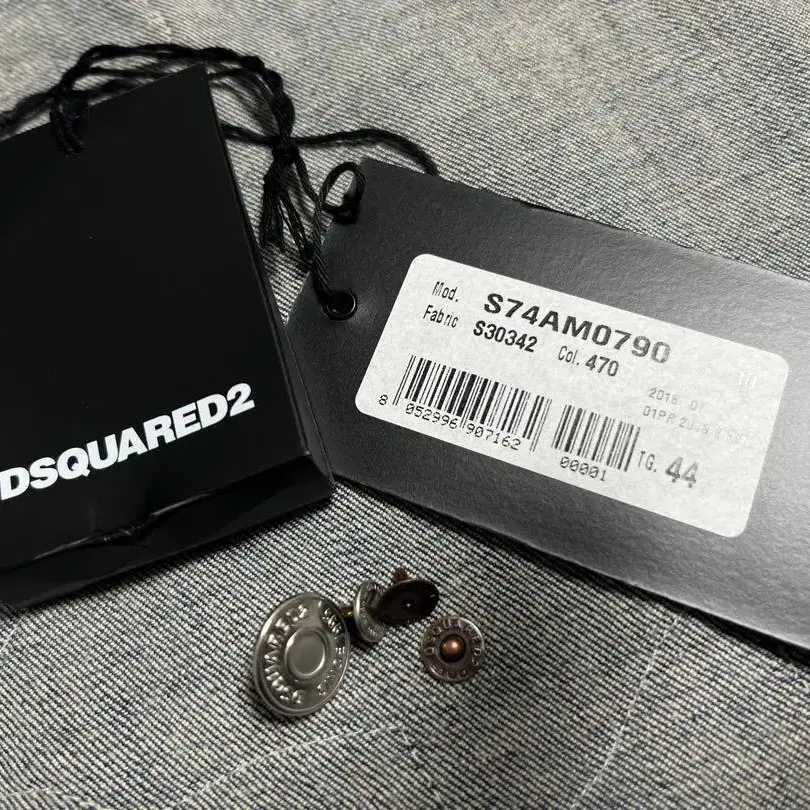 DSQUARED2
Mod. S74AM0790
Fabric S30342 Col. 470
8 052996 907162
00001
TG. 44